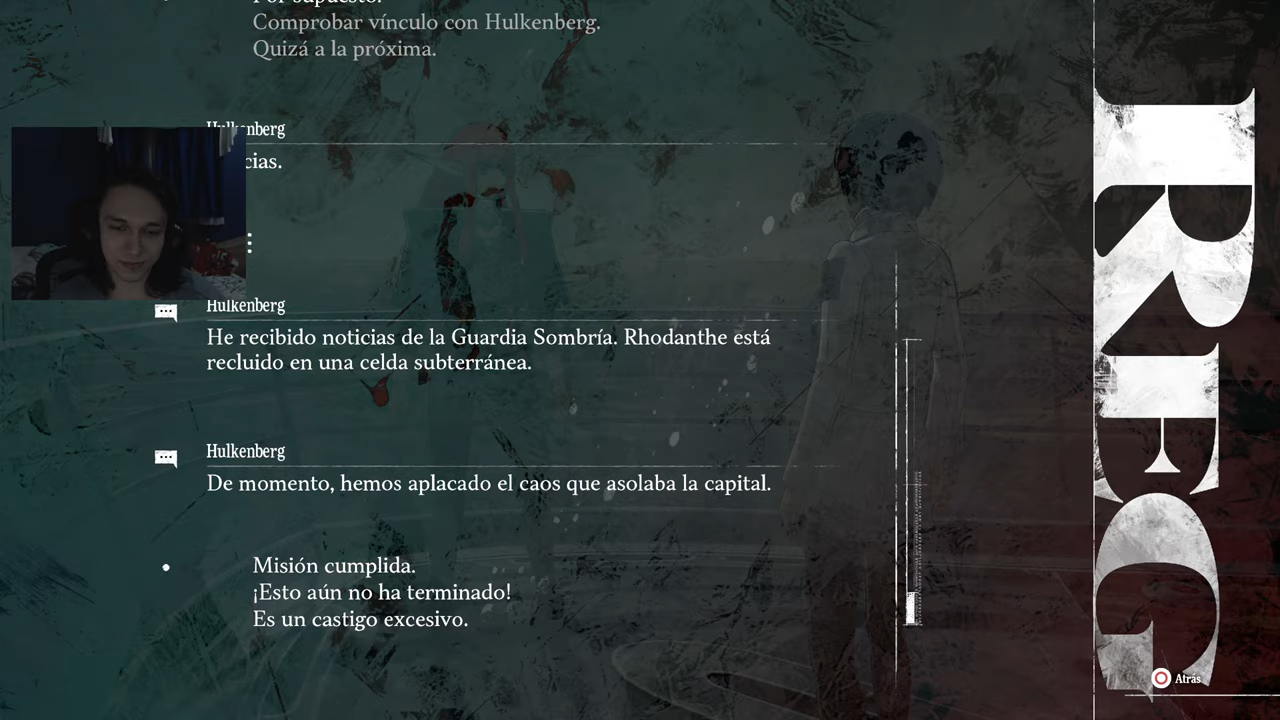 Comprobar vínculo con Hulkenberg.
Quizá a la próxima.
Hulkenberg
cias.
Hulkenberg
He recibido noticias de la Guardia Sombría. Rhodanthe está
recluido en una celda subterránea.
Hulkenberg
De momento, hemos aplacado el caos que asolaba la capital.
Misión cumplida.
¡Esto aún no ha terminado!
Es un castigo excesivo.
Atrás